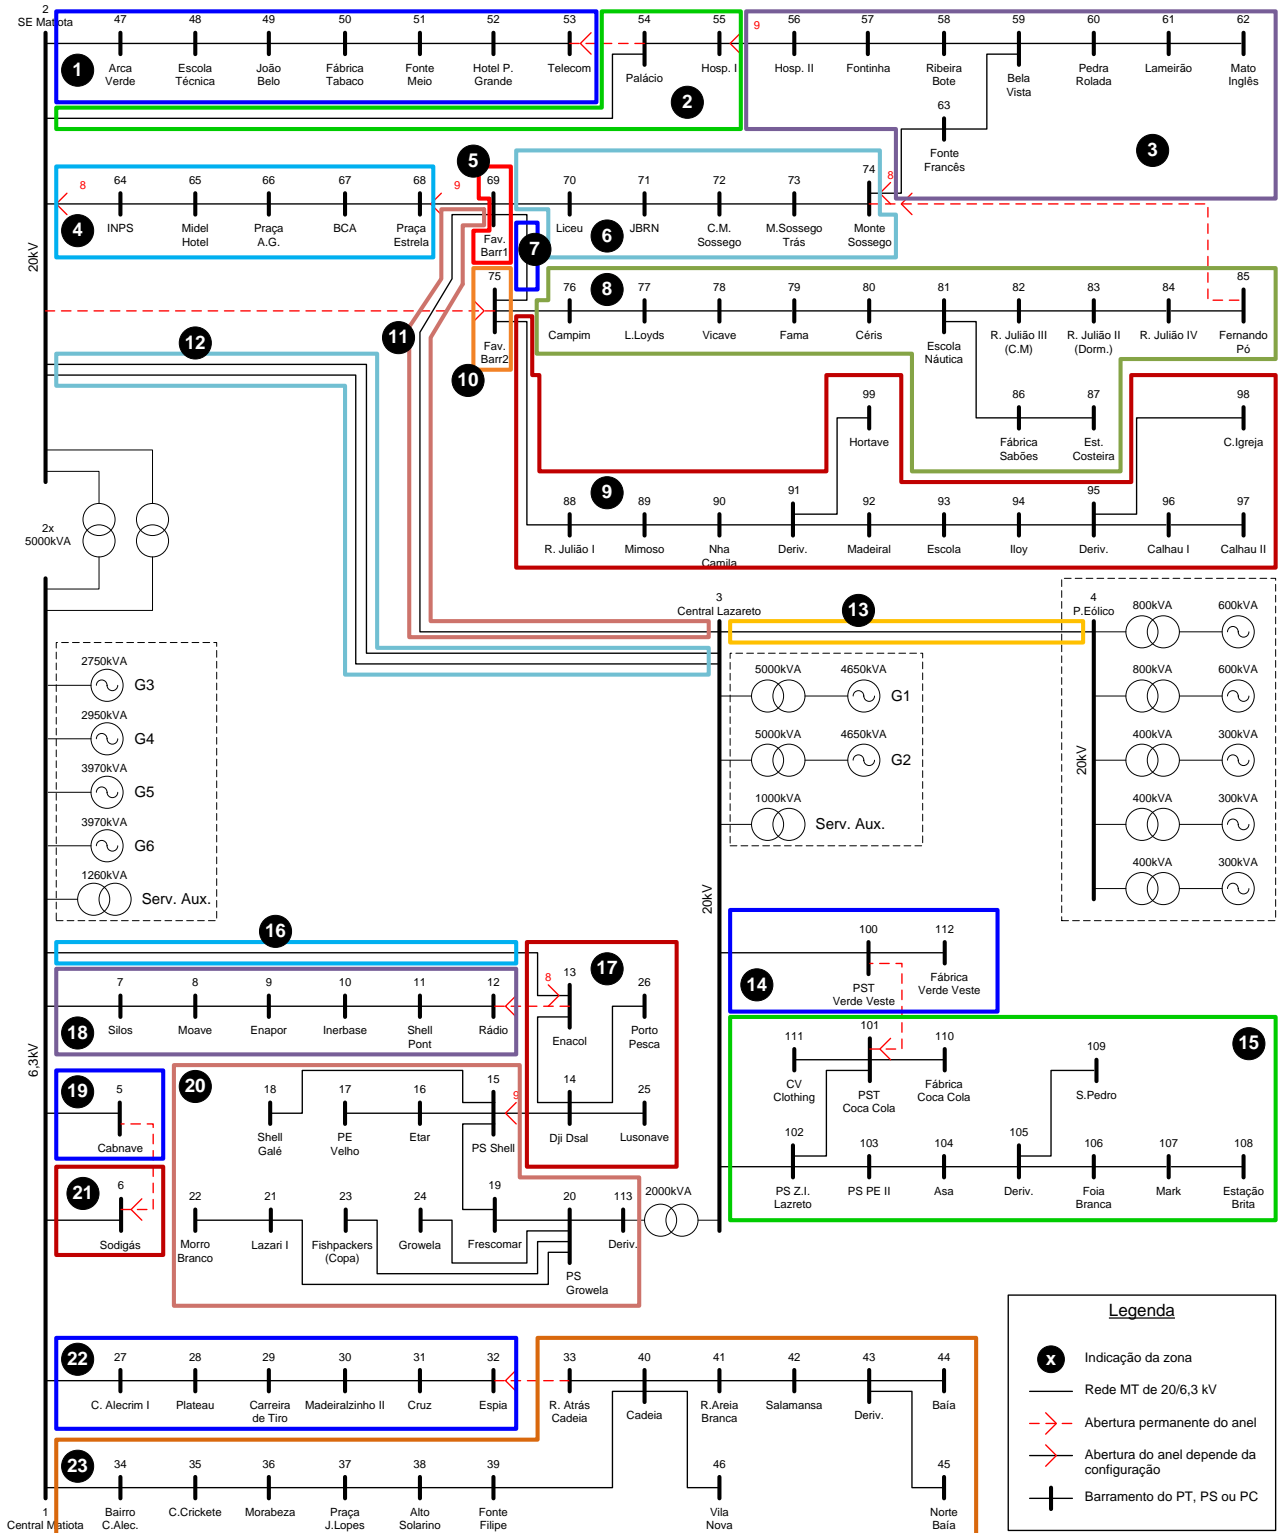 2
SE Matiota
47 48 49 50 51 52 53 54 55 9 56 57 58 59 60 61 62
1
Arca
Verde
Escola
Técnica
João
Belo
Fábrica
Tabaco
Fonte
Meio
Hotel P.
Grande
Telecom
Palácio
Hosp. I
Hosp. II
Fontinha
Ribeira
Bote
Bela
Vista
Pedra
Rolada
Lameirão
Mato
Inglês
2
63
Fonte
Francês
3
5
8 64 65 66 67 68 9 69 70 71 72 73 74 8
4
INPS
Midel
Hotel
Praça
A.G.
BCA
Praça
Estrela
Fav.
Barr1
Liceu
6
JBRN
C.M.
Sossego
M.Sossego
Trás
Monte
Sossego
7
20kV
75 76 8 77 78 79 80 81 82 83 84 85
Fav.
Barr2
Campim
L.Loyds
Vicave
Fama
Céris
Escola
Náutica
R. Julião III
(C.M)
R. Julião II
(Dorm.)
R. Julião IV
Fernando
Pó
11
12
10
99
Hortave
86
Fábrica
Sabões
87
Est.
Costeira
98
C.Igreja
9
88 89 90 91 92 93 94 95 96 97
R. Julião I
Mimoso
Nha
Camila
Deriv.
Madeiral
Escola
Iloy
Deriv.
Calhau I
Calhau II
2x
5000kVA
3
Central Lazareto
13
4
P.Eólico
800kVA 600kVA
800kVA 600kVA
400kVA 300kVA
400kVA 300kVA
400kVA 300kVA
20kV
2750kVA
G3
2950kVA
G4
3970kVA
G5
3970kVA
G6
1260kVA
Serv. Aux.
5000kVA 4650kVA
G1
5000kVA 4650kVA
G2
1000kVA
Serv. Aux.
20kV
16
14
100
PST
Verde Veste
112
Fábrica
Verde Veste
17
8 13
Enacol
26
Porto
Pesca
18
7 8 9 10 11 12
Silos
Moave
Enapor
Inerbase
Shell
Pont
Rádio
6,3kV
15
111
CV
Clothing
101
PST
Coca Cola
110
Fábrica
Coca Cola
109
S.Pedro
19
5
Cabnave
20
18
Shell
Galé
17
PE
Velho
16
Etar
15
PS Shell
9
14
Dji Dsal
25
Lusonave
102 103 104 105 106 107 108
PS Z.I.
Lazreto
PS PE II
Asa
Deriv.
Foia
Branca
Mark
Estação
Brita
21
6
Sodigás
22 21 23 24 19 20 113
Morro
Branco
Lazari I
Fishpackers
(Copa)
Growela
Frescomar
PS
Growela
Deriv.
2000kVA
22
27 28 29 30 31 32 33 40 41 42 43 44
C. Alecrim I
Plateau
Carreira
de Tiro
Madeiralzinho II
Cruz
Espia
R. Atrás
Cadeia
Cadeia
R.Areia
Branca
Salamansa
Deriv.
Baía
23
34 35 36 37 38 39 46 45
Bairro
C.Alec.
C.Crickete
Morabeza
Praça
J.Lopes
Alto
Solarino
Fonte
Filipe
Vila
Nova
Norte
Baía
1
Central Matiota
Legenda
x
Indicação da zona
Rede MT de 20/6,3 kV
Abertura permanente do anel
Abertura do anel depende da
configuração
Barramento do PT, PS ou PC